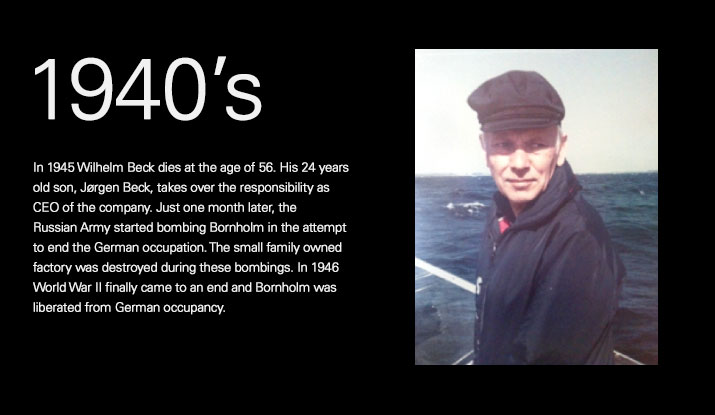 1940's
In 1945 Wilhelm Beck dies at the age of 56. His 24 years
old son, Jørgen Beck, takes over the responsibility as
CEO of the company. Just one month later, the
Russian Army started bombing Bornholm in the attempt
to end the German occupation. The small family owned
factory was destroyed during these bombings. In 1946
World War II finally came to an end and Bornholm was
liberated from German occupancy.